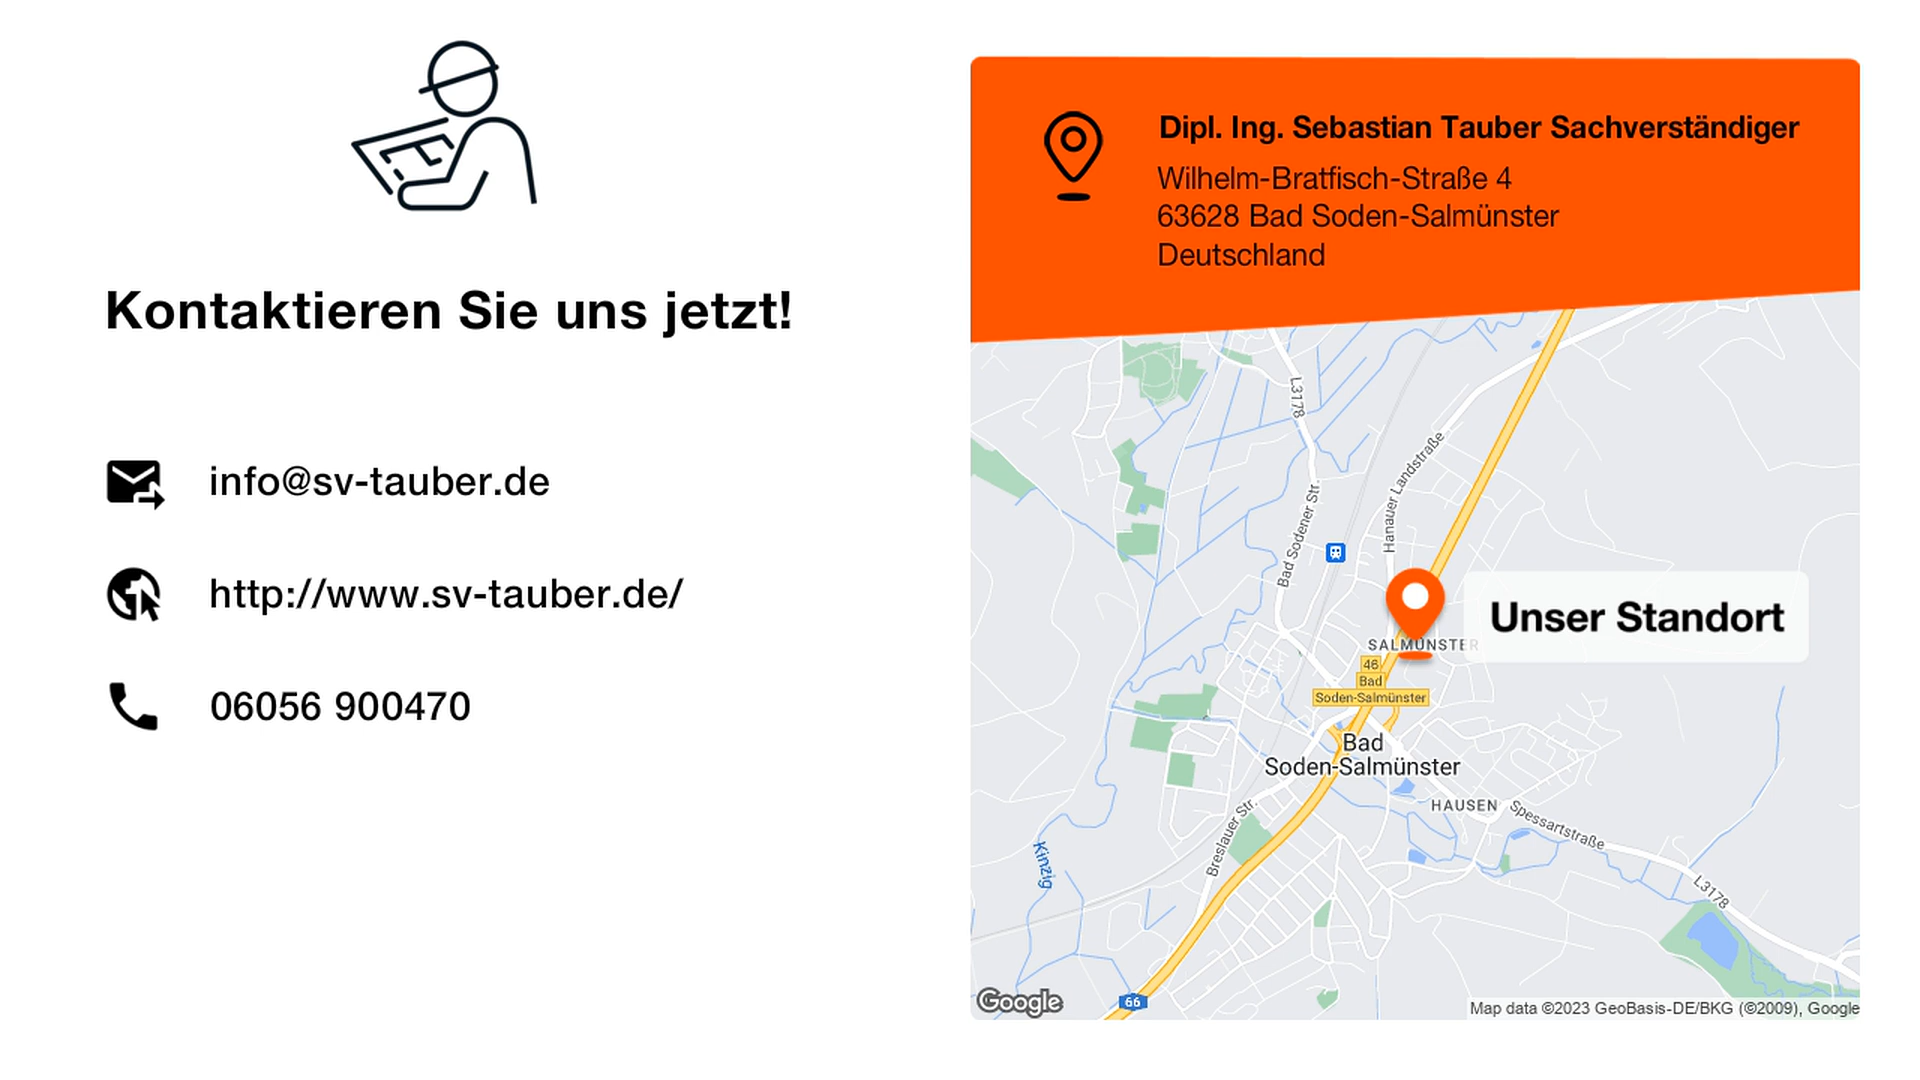 Kontaktieren Sie uns jetzt!
info@sv-tauber.de
http://www.sv-tauber.de/
06056 900470
Dipl. Ing. Sebastian Tauber Sachverständiger
Wilhelm-Bratfisch-Straße 4
63628 Bad Soden-Salmünster
Deutschland
L3178
Hanauer Landstraße
Bad Sodener Str.
Unser Standort
SALMÜNSTER
46
Bad
Soden-Salmünster
Bad
Soden-Salmünster
HAUSEN
Spessartstraße
Breslauer Str.
Kinzig
L3178
66
Google
Map data ©2023 GeoBasis-DE/BKG (©2009), Google